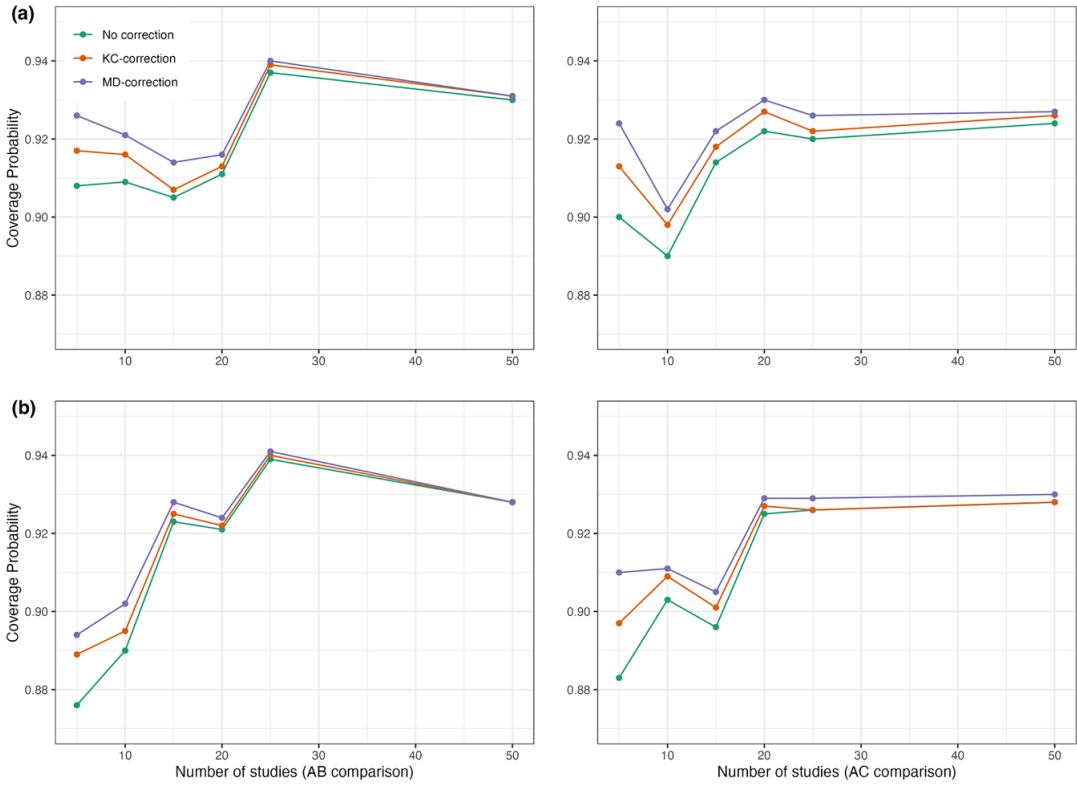 (a)
No correction
KC-correction
MD-correction
Coverage Probability
0.94
0.92
0.90
0.88
10 20 30 40 50
0.94
0.92
0.90
0.88
10 20 30 40 50
(b)
Coverage Probability
0.94
0.92
0.90
0.88
10 20 30 40 50
Number of studies (AB comparison)
0.94
0.92
0.90
0.88
10 20 30 40 50
Number of studies (AC comparison)